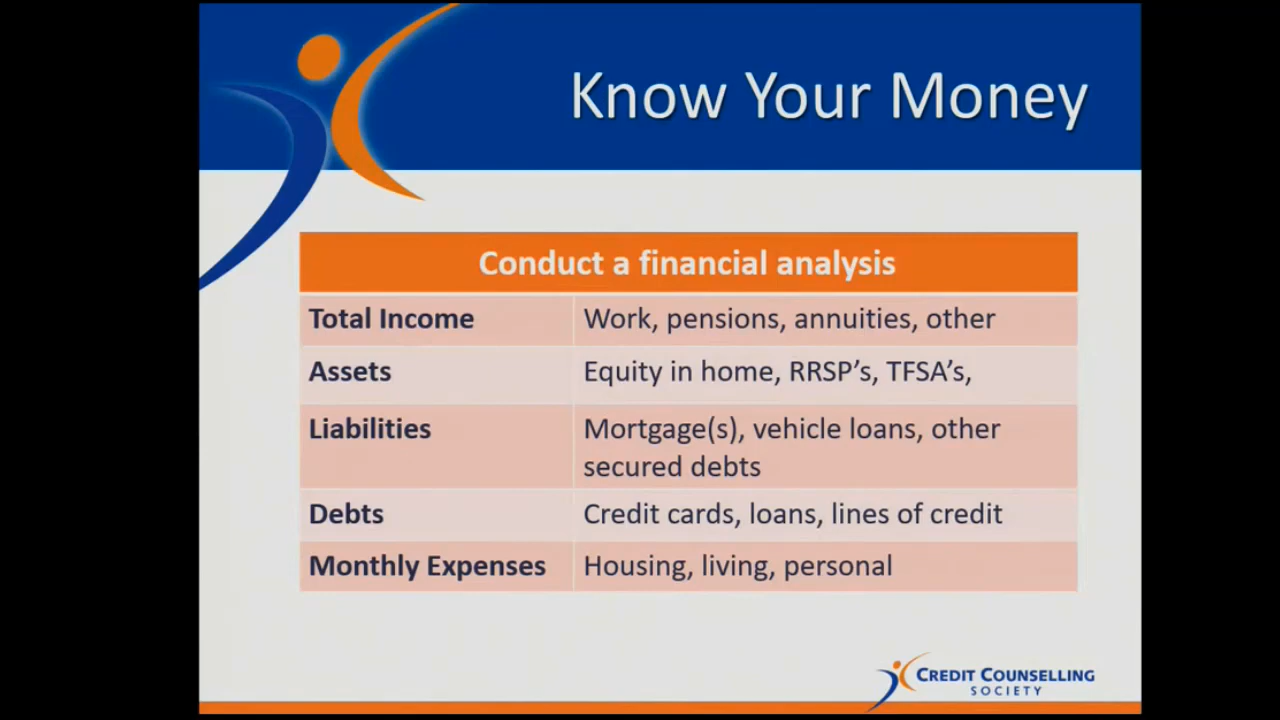 Know Your Money
Conduct a financial analysis
Total Income Work, pensions, annuities, other
Assets Equity in home, RRSP’s, TFSA’s,
Liabilities Mortgage(s), vehicle loans, other
secured debts
Debts Credit cards, loans, lines of credit
Monthly Expenses Housing, living, personal
CREDIT COUNSELLING
SOCIETY